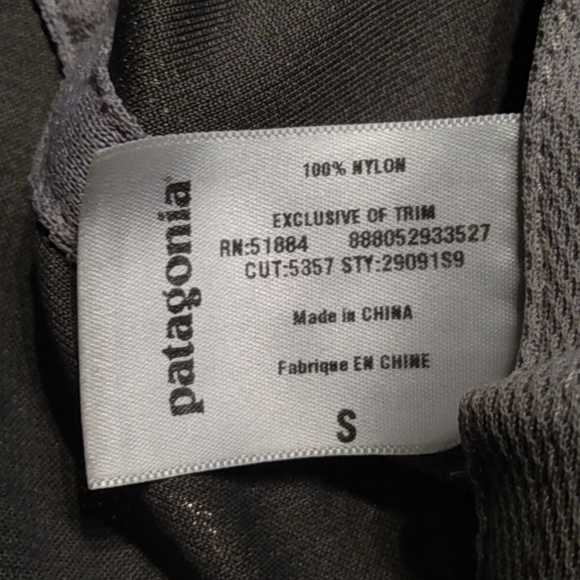 patagonia®
100% NYLON
EXCLUSIVE OF TRIM
RN:51884 888052933527
CUT:5357 STY:29091S9
Made in CHINA
Fabrique EN CHINE
S